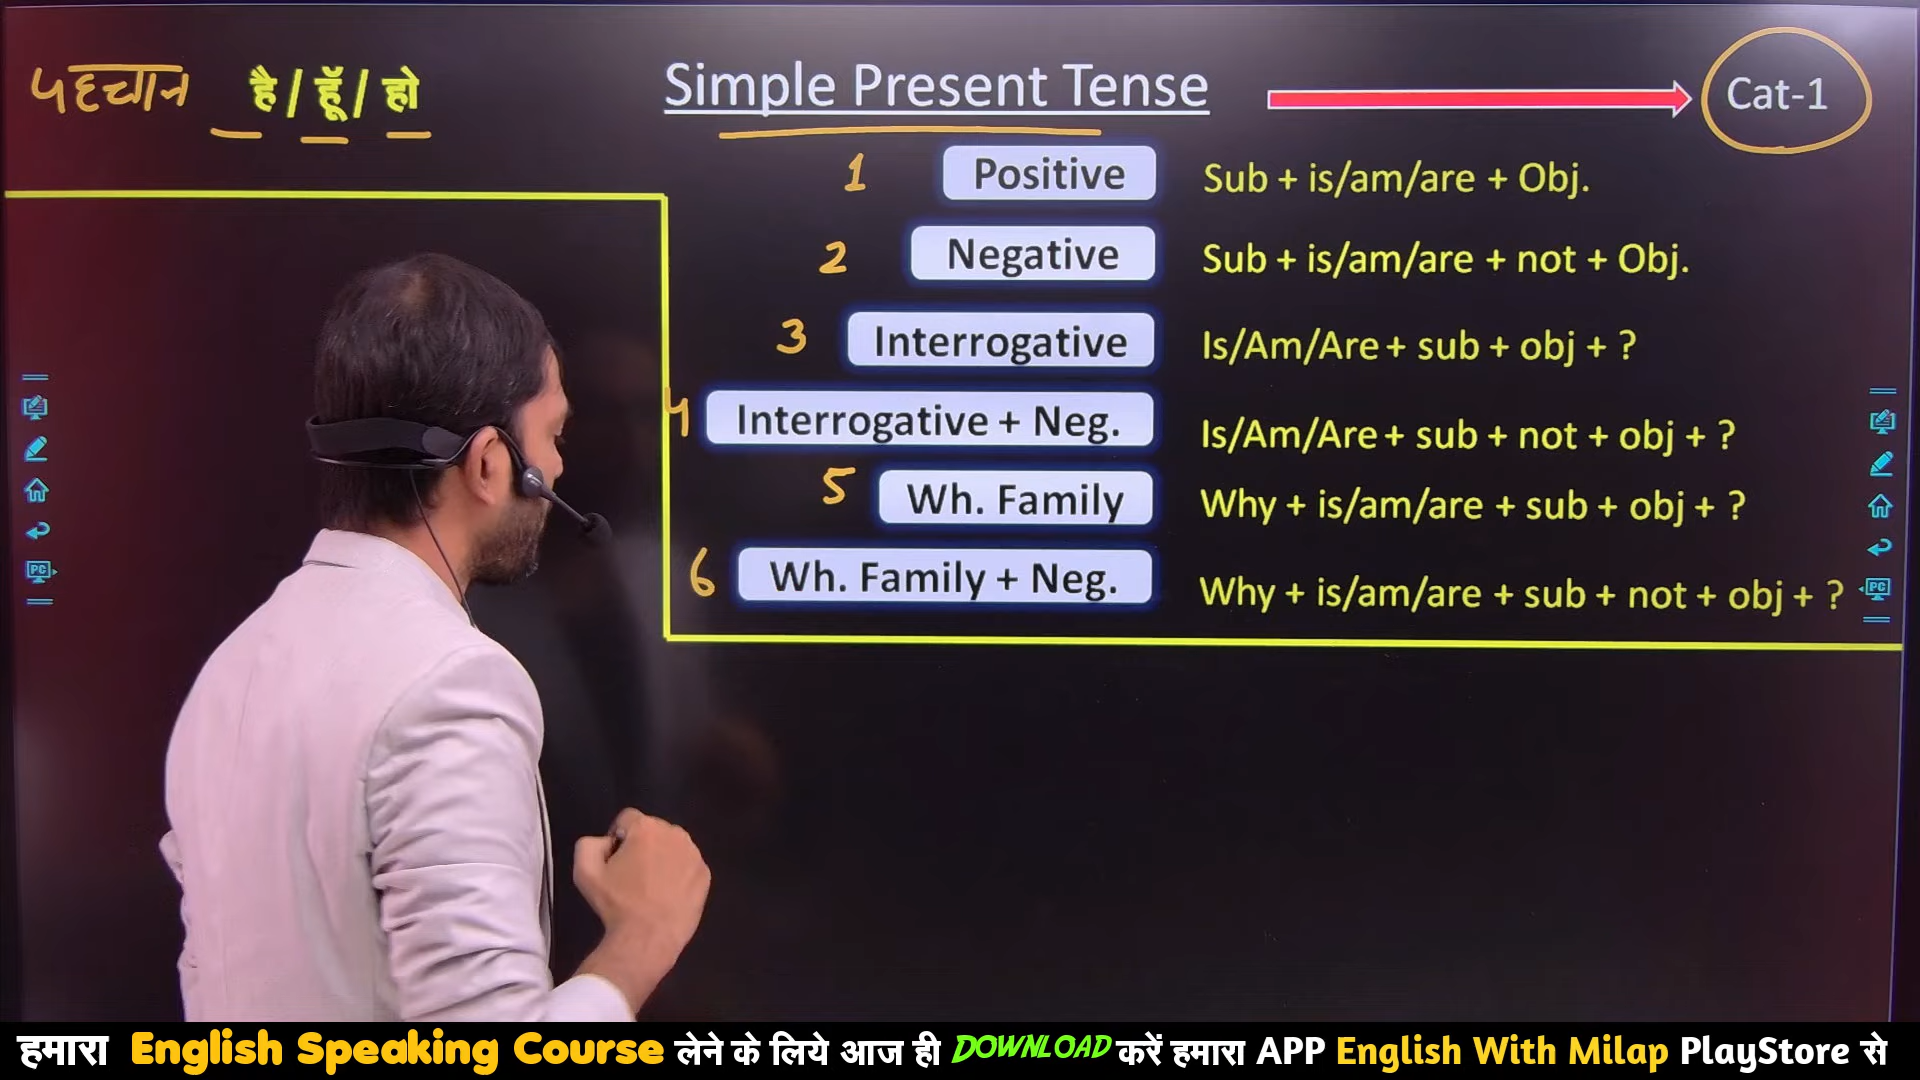 पहचान है / हूँ / हो Simple Present Tense Cat-1
1 Positive Sub + is/am/are + Obj.
2 Negative Sub + is/am/are + not + Obj.
3 Interrogative Is/Am/Are + sub + obj + ?
4 Interrogative + Neg. Is/Am/Are + sub + not + obj + ?
5 Wh. Family Why + is/am/are + sub + obj + ?
6 Wh. Family + Neg. Why + is/am/are + sub + not + obj + ?
PC PC
हमारा English Speaking Course लेने के लिये आज ही DOWNLOAD करें हमारा APP English With Milap PlayStore से